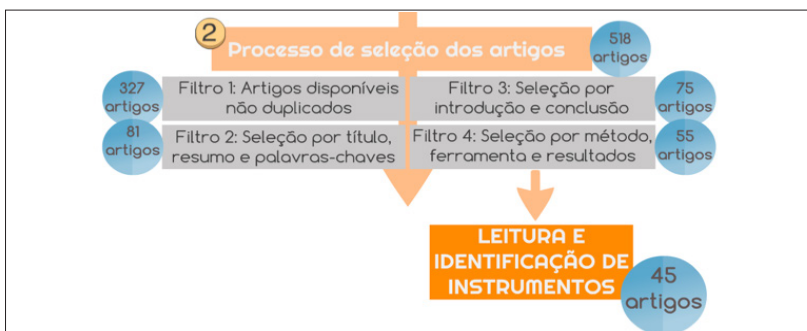 2
Processo de seleção dos artigos
518
artigos
327
artigos
Filtro 1: Artigos disponíveis
não duplicados
Filtro 3: Seleção por
introdução e conclusão
75
artigos
81
artigos
Filtro 2: Seleção por título,
resumo e palavras-chaves
Filtro 4: Seleção por método,
ferramenta e resultados
55
artigos
LEITURA E
IDENTIFICAÇÃO DE
INSTRUMENTOS
45
artigos